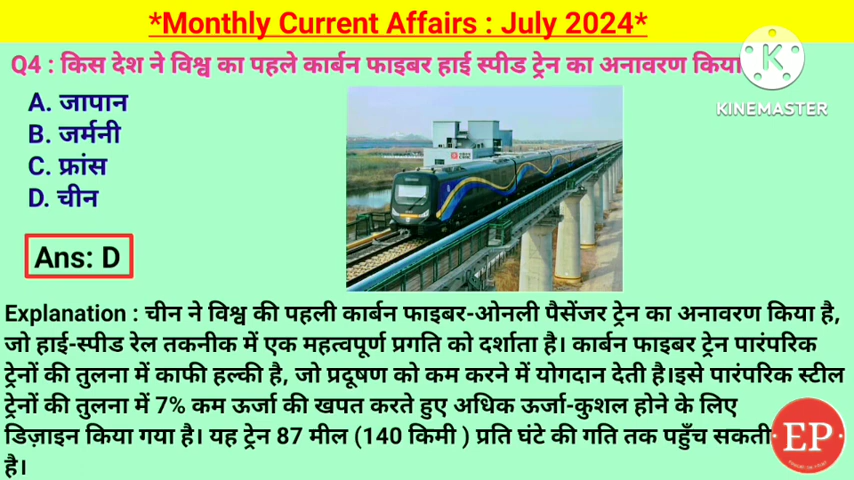 *Monthly Current Affairs : July 2024*
Q4 : किस देश ने विश्व का पहले कार्बन फाइबर हाई स्पीड ट्रेन का अनावरण किया
KINEMASTER
A. जापान
B. जर्मनी
C. फ्रांस
D. चीन
Ans: D
Explanation : चीन ने विश्व की पहली कार्बन फाइबर-ओनली पैसेंजर ट्रेन का अनावरण किया है,
जो हाई-स्पीड रेल तकनीक में एक महत्वपूर्ण प्रगति को दर्शाता है। कार्बन फाइबर ट्रेन पारंपरिक
ट्रेनों की तुलना में काफी हल्की है, जो प्रदूषण को कम करने में योगदान देती है।इसे पारंपरिक स्टील
ट्रेनों की तुलना में 7% कम ऊर्जा की खपत करते हुए अधिक ऊर्जा-कुशल होने के लिए
डिज़ाइन किया गया है। यह ट्रेन 87 मील (140 किमी ) प्रति घंटे की गति तक पहुँच सकती
है।
EP